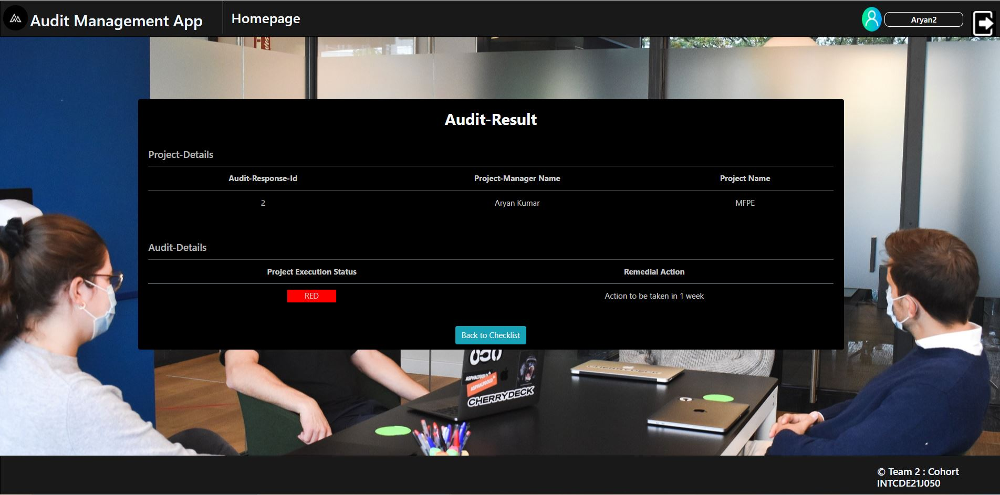 Audit Management App
Homepage
Aryan2
Audit-Result
Project-Details
Audit-Response-Id Project-Manager Name Project Name
2 Aryan Kumar MFPE
Audit-Details
Project Execution Status Remedial Action
RED Action to be taken in 1 week
Back to Checklist
ASPHALTGOLD
ASPHALTGOLD
CHERRYDECK
CHERRYDECK
© Team 2 : Cohort
INTCDE21J050